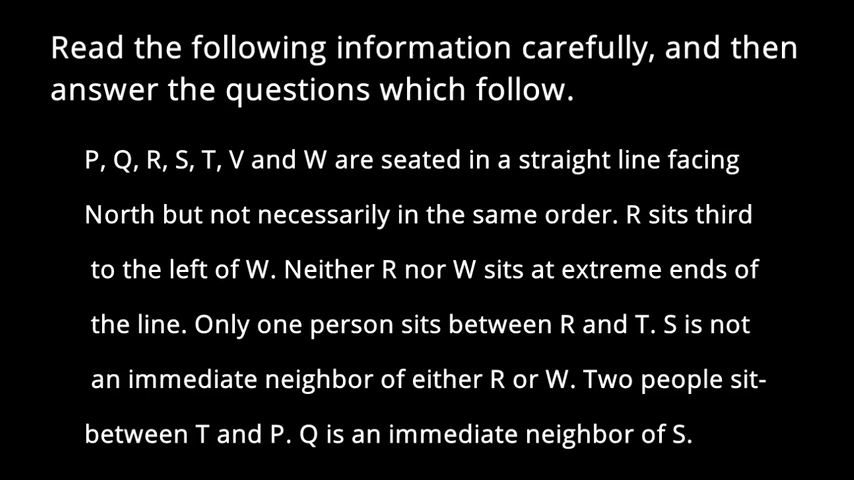 Read the following information carefully, and then
answer the questions which follow.
P, Q, R, S, T, V and W are seated in a straight line facing
North but not necessarily in the same order. R sits third
to the left of W. Neither R nor W sits at extreme ends of
the line. Only one person sits between R and T. S is not
an immediate neighbor of either R or W. Two people sit-
between T and P. Q is an immediate neighbor of S.